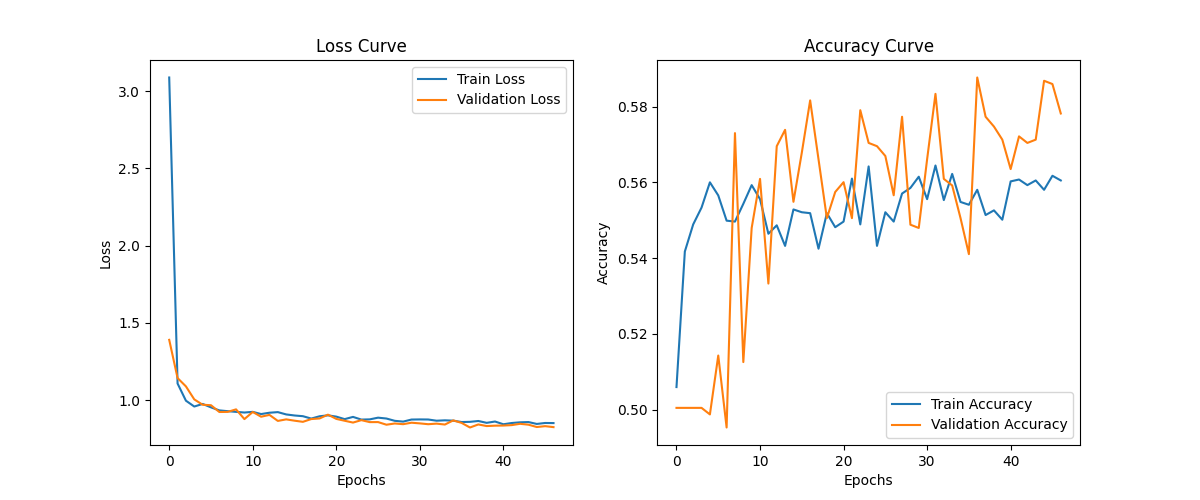 Loss Curve
3.0
2.5
2.0
1.5
1.0
Loss
0
10
20
30
40
Epochs
Train Loss
Validation Loss
Accuracy Curve
0.58
0.56
0.54
0.52
0.50
Accuracy
0
10
20
30
40
Epochs
Train Accuracy
Validation Accuracy